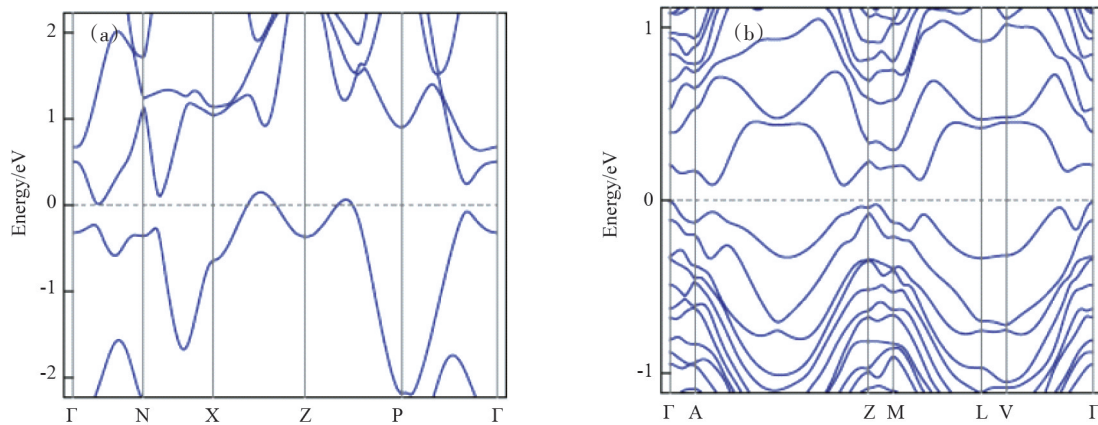 (a)
Energy/eV
2
1
0
-1
-2
Γ N X Z P Γ
(b)
Energy/eV
1
0
-1
Γ A Z M L V Γ